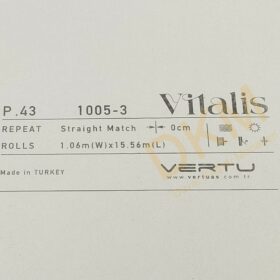 P.43 1005-3 Vitalis
REPEAT Straight Match 0cm
ROLLS 1.06m(W)x15.56m(L)
Made in TURKEY
VERTU
www.vertuas.com.tr